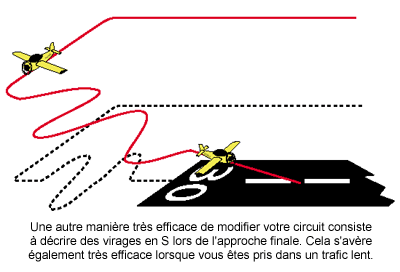 Une autre manière très efficace de modifier votre circuit consiste
à décrire des virages en S lors de l'approche finale. Cela s'avère
également très efficace lorsque vous êtes pris dans un trafic lent.